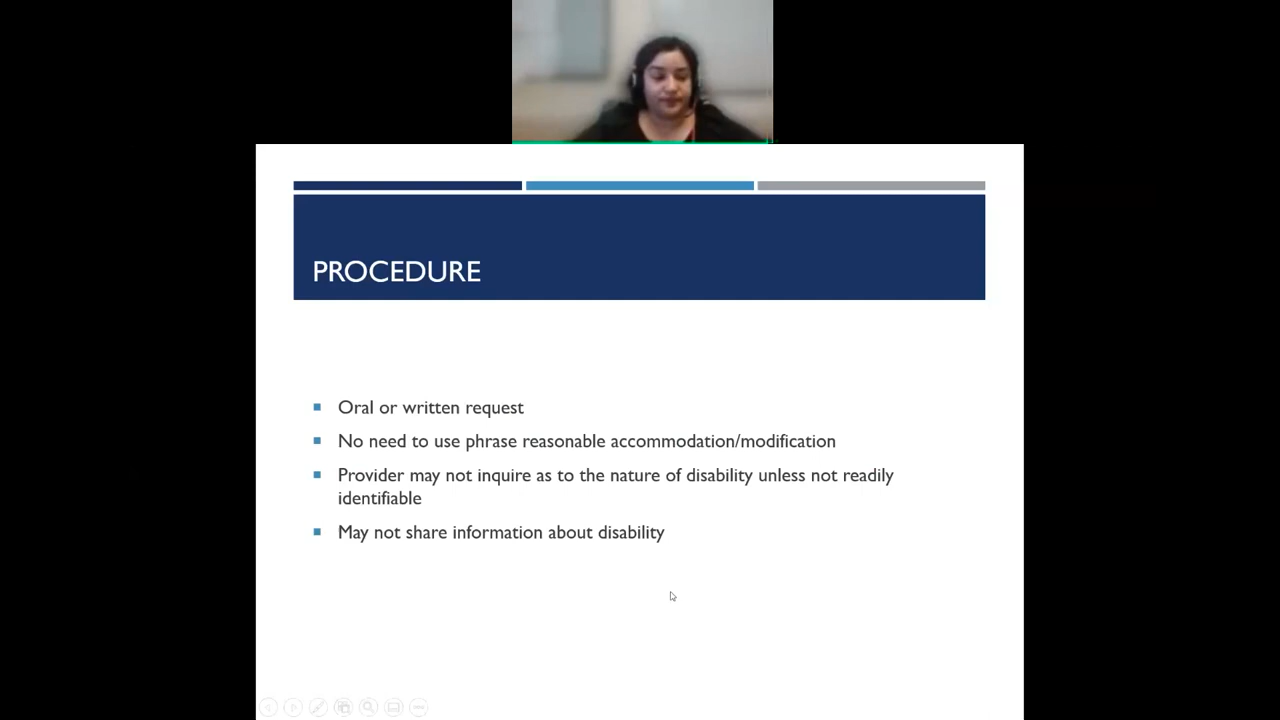 PROCEDURE
Oral or written request
No need to use phrase reasonable accommodation/modification
Provider may not inquire as to the nature of disability unless not readily
identifiable
May not share information about disability